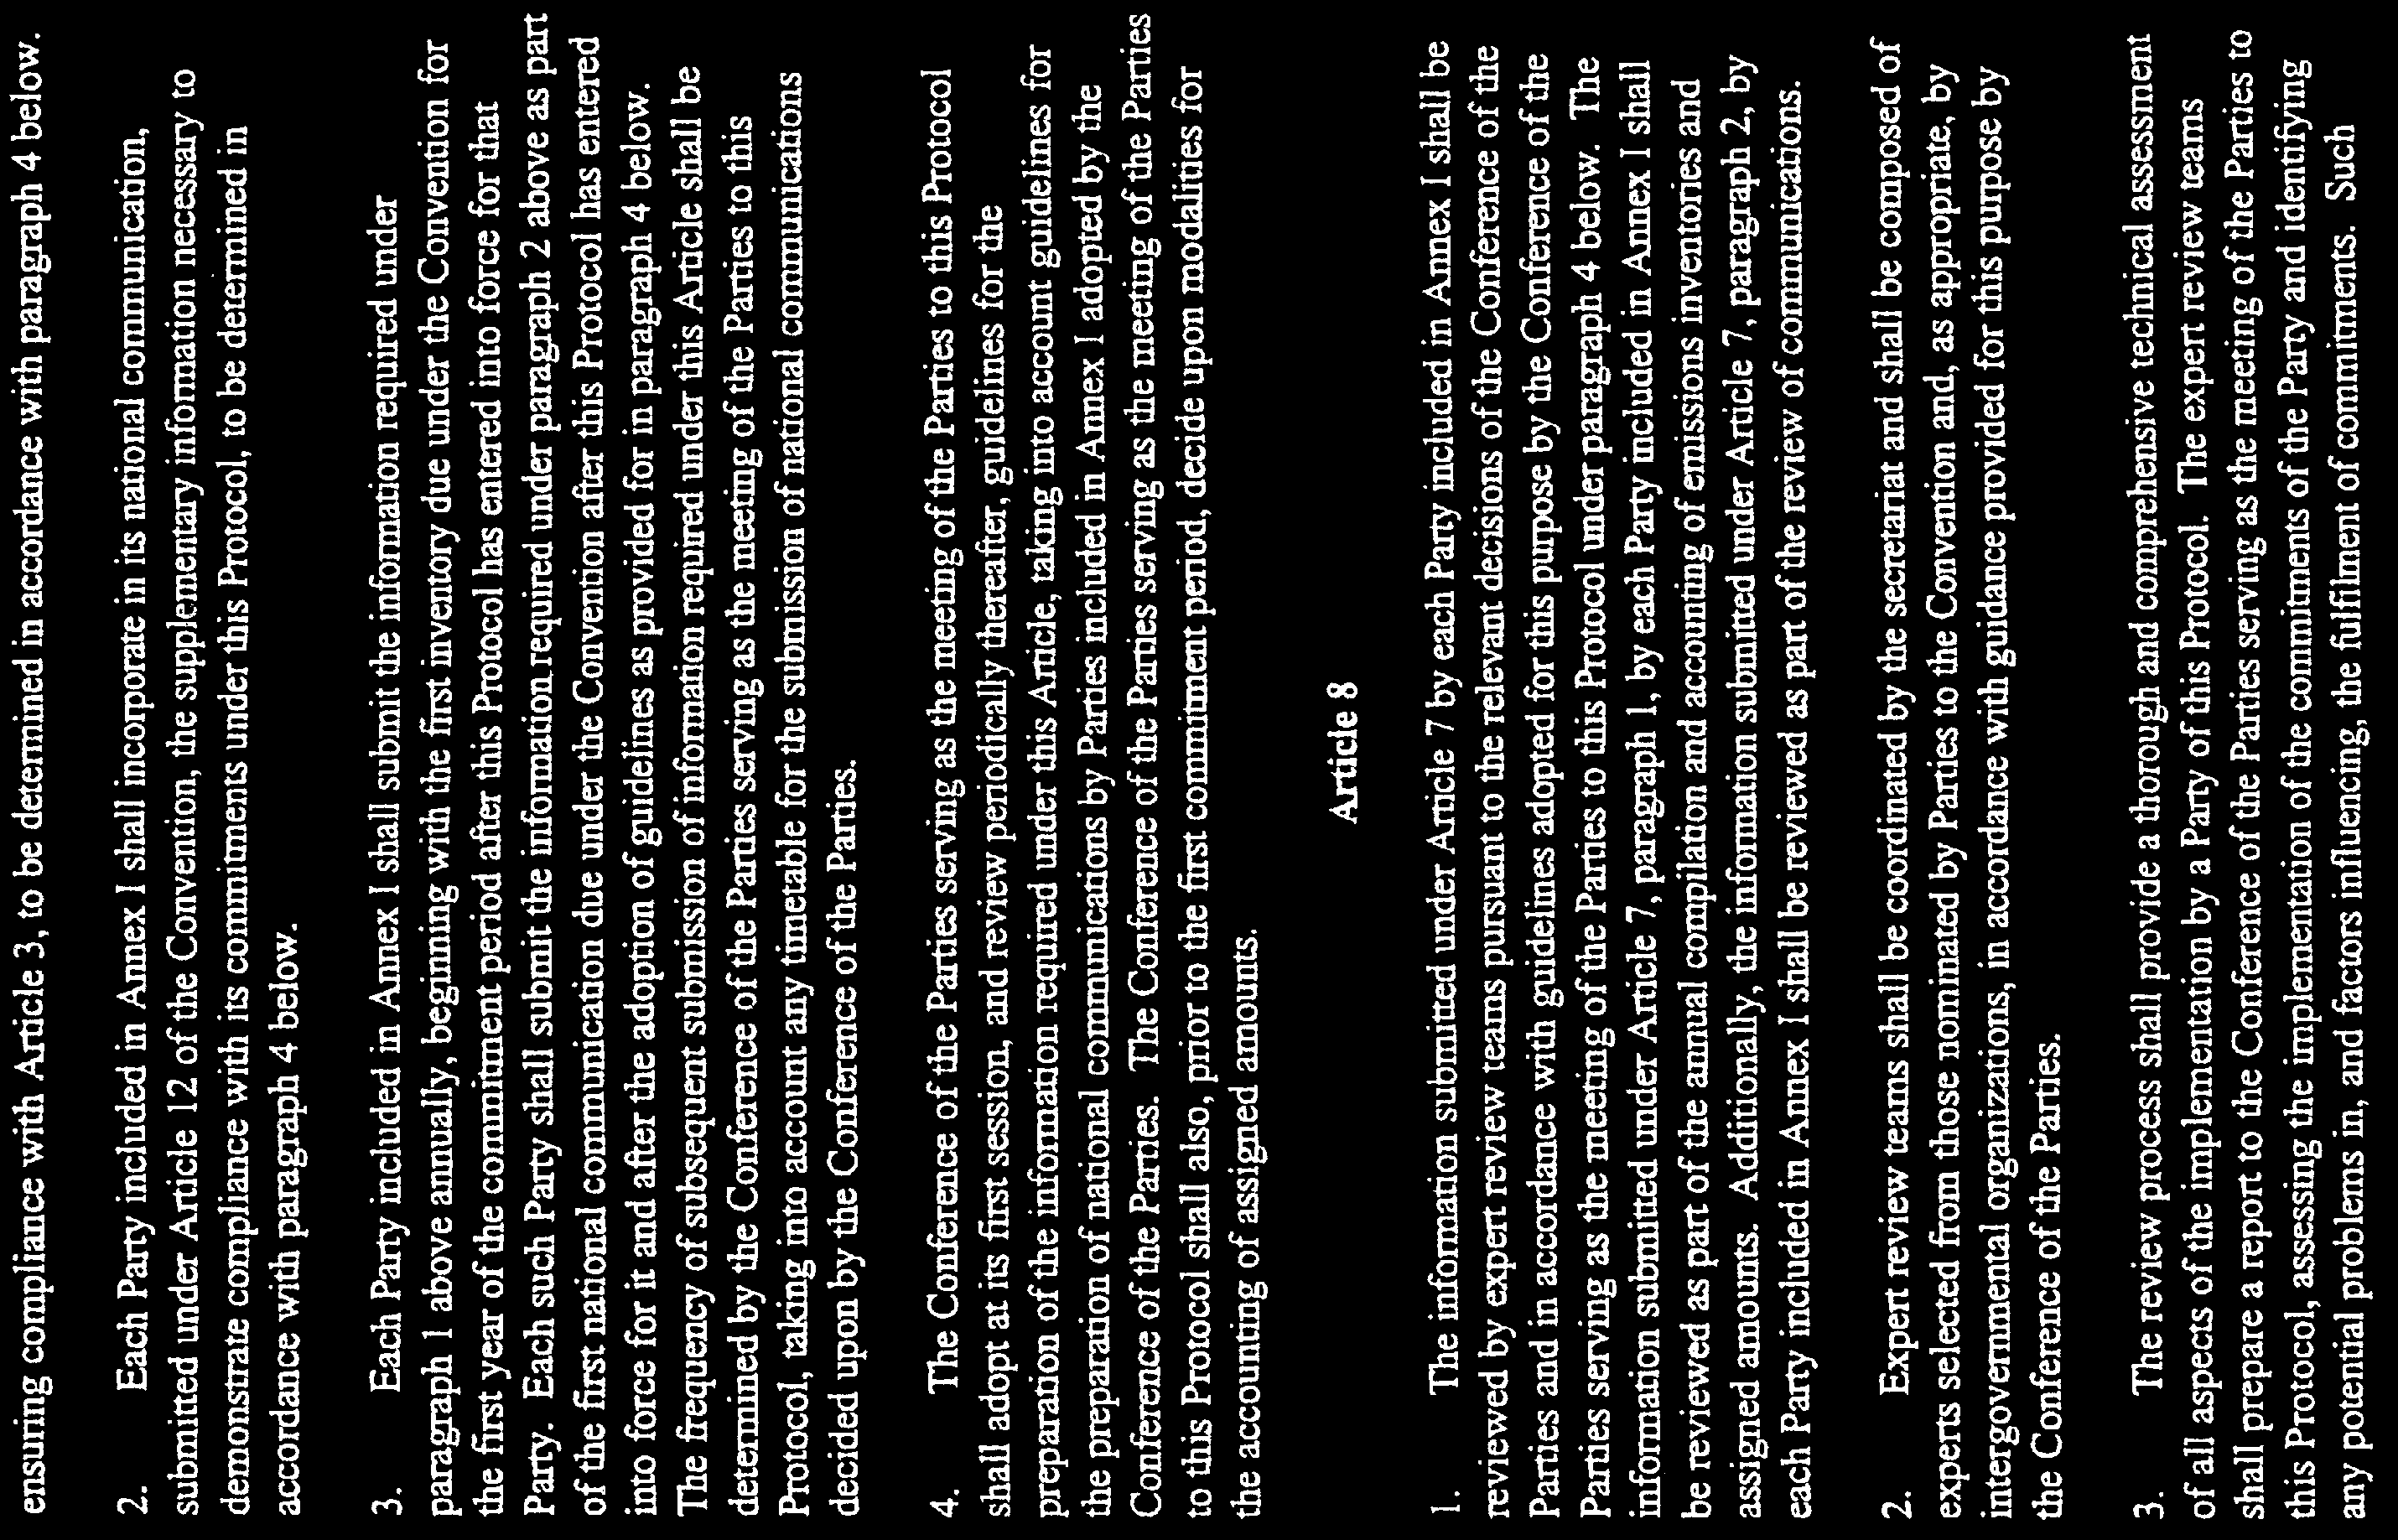 ensuring compliance with Article 3, to be determined in accordance with paragraph 4 below.
2. Each Party included in Annex I shall incorporate in its national communication,
submitted under Article 12 of the Convention, the supplementary information necessary to
demonstrate compliance with its commitments under this Protocol, to be determined in
accordance with paragraph 4 below.
3. Each Party included in Annex I shall submit the information required under
paragraph 1 above annually, beginning with the first inventory due under the Convention for
the first year of the commitment period after this Protocol has entered into force for that
Party. Each such Party shall submit the information required under paragraph 2 above as part
of the first national communication due under the Convention after this Protocol has entered
into force for it and after the adoption of guidelines as provided for in paragraph 4 below.
The frequency of subsequent submission of information required under this Article shall be
determined by the Conference of the Parties serving as the meeting of the Parties to this
Protocol, taking into account any timetable for the submission of national communications
decided upon by the Conference of the Parties.
4. The Conference of the Parties serving as the meeting of the Parties to this Protocol
shall adopt at its first session, and review periodically thereafter, guidelines for the
preparation of the information required under this Article, taking into account guidelines for
the preparation of national communications by Parties included in Annex I adopted by the
Conference of the Parties. The Conference of the Parties serving as the meeting of the Parties
to this Protocol shall also, prior to the first commitment period, decide upon modalities for
the accounting of assigned amounts.
Article 8
1. The information submitted under Article 7 by each Party included in Annex I shall be
reviewed by expert review teams pursuant to the relevant decisions of the Conference of the
Parties and in accordance with guidelines adopted for this purpose by the Conference of the
Parties serving as the meeting of the Parties to this Protocol under paragraph 4 below. The
information submitted under Article 7, paragraph 1, by each Party included in Annex I shall
be reviewed as part of the annual compilation and accounting of emissions inventories and
assigned amounts. Additionally, the information submitted under Article 7, paragraph 2, by
each Party included in Annex I shall be reviewed as part of the review of communications.
2. Expert review teams shall be coordinated by the secretariat and shall be composed of
experts selected from those nominated by Parties to the Convention and, as appropriate, by
intergovernmental organizations, in accordance with guidance provided for this purpose by
the Conference of the Parties.
3. The review process shall provide a thorough and comprehensive technical assessment
of all aspects of the implementation by a Party of this Protocol. The expert review teams
shall prepare a report to the Conference of the Parties serving as the meeting of the Parties to
this Protocol, assessing the implementation of the commitments of the Party and identifying
any potential problems in, and factors influencing, the fulfilment of commitments. Such